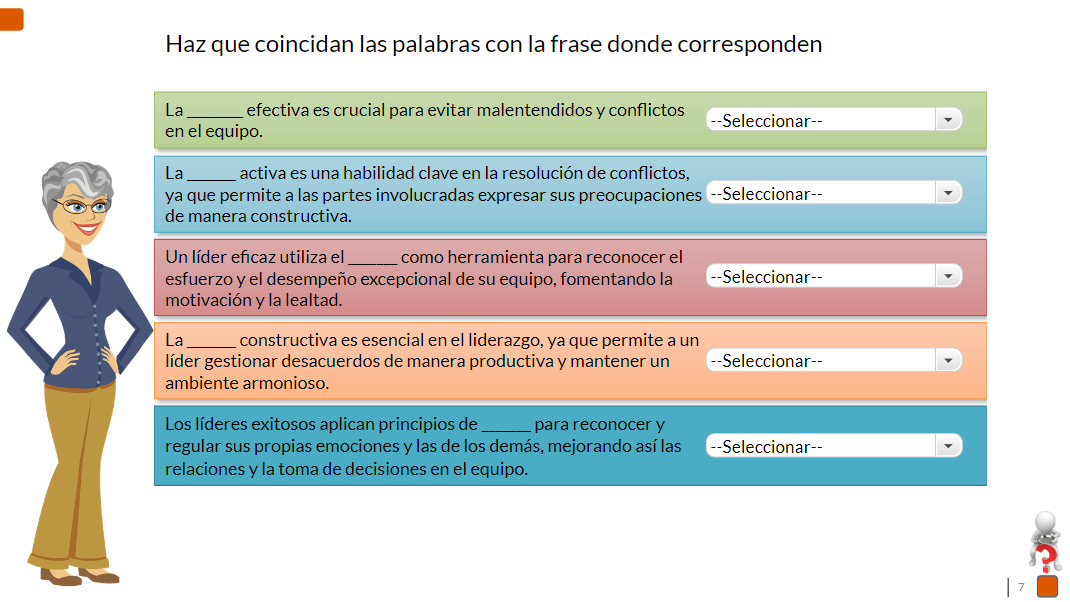 Haz que coincidan las palabras con la frase donde corresponden
La _______ efectiva es crucial para evitar malentendidos y conflictos
en el equipo.
--Seleccionar--
La ______ activa es una habilidad clave en la resolución de conflictos,
ya que permite a las partes involucradas expresar sus preocupaciones
de manera constructiva.
--Seleccionar--
Un líder eficaz utiliza el ______ como herramienta para reconocer el
esfuerzo y el desempeño excepcional de su equipo, fomentando la
motivación y la lealtad.
--Seleccionar--
La ______ constructiva es esencial en el liderazgo, ya que permite a un
líder gestionar desacuerdos de manera productiva y mantener un
ambiente armonioso.
--Seleccionar--
Los líderes exitosos aplican principios de ______ para reconocer y
regular sus propias emociones y las de los demás, mejorando así las
relaciones y la toma de decisiones en el equipo.
--Seleccionar--
?
7